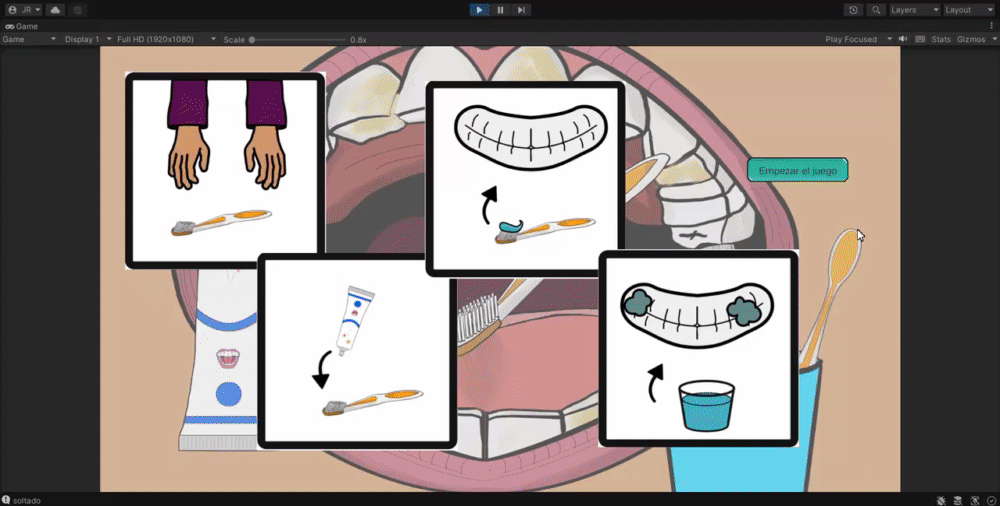 JR
Layers
Layout
Game
Game
Display 1
Full HD (1920x1080)
Scale
0.8x
Play Focused
Stats
Gizmos
Empezar el juego
soltado